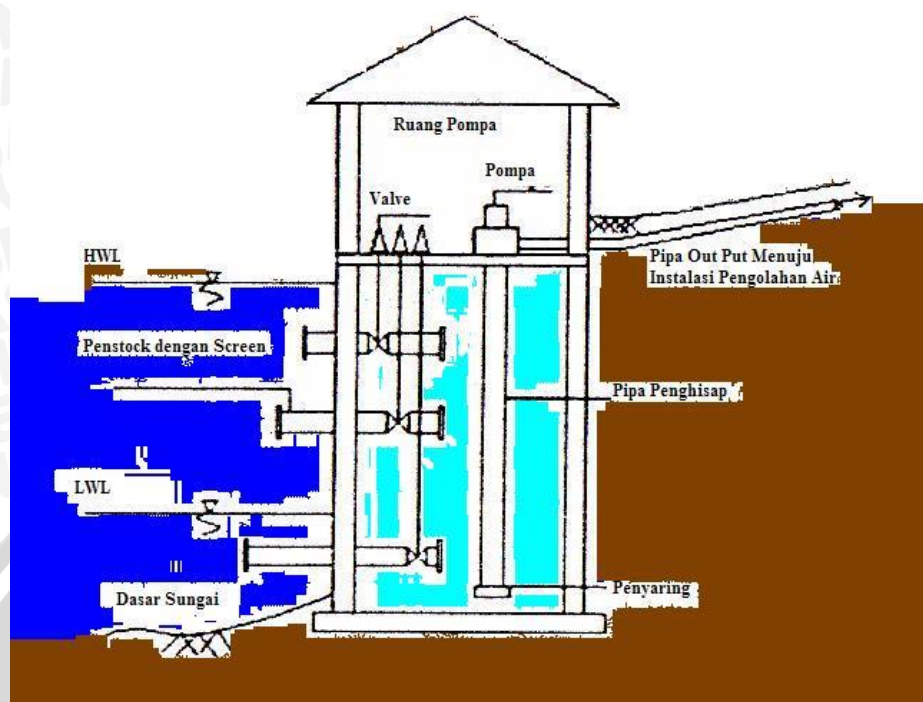 Ruang Pompa
Pompa
Valve
HWL
Pipa Out Put Menuju
Instalasi Pengolahan Air
Penstock dengan Screen
Pipa Penghisap
LWL
Dasar Sungai
Penyaring